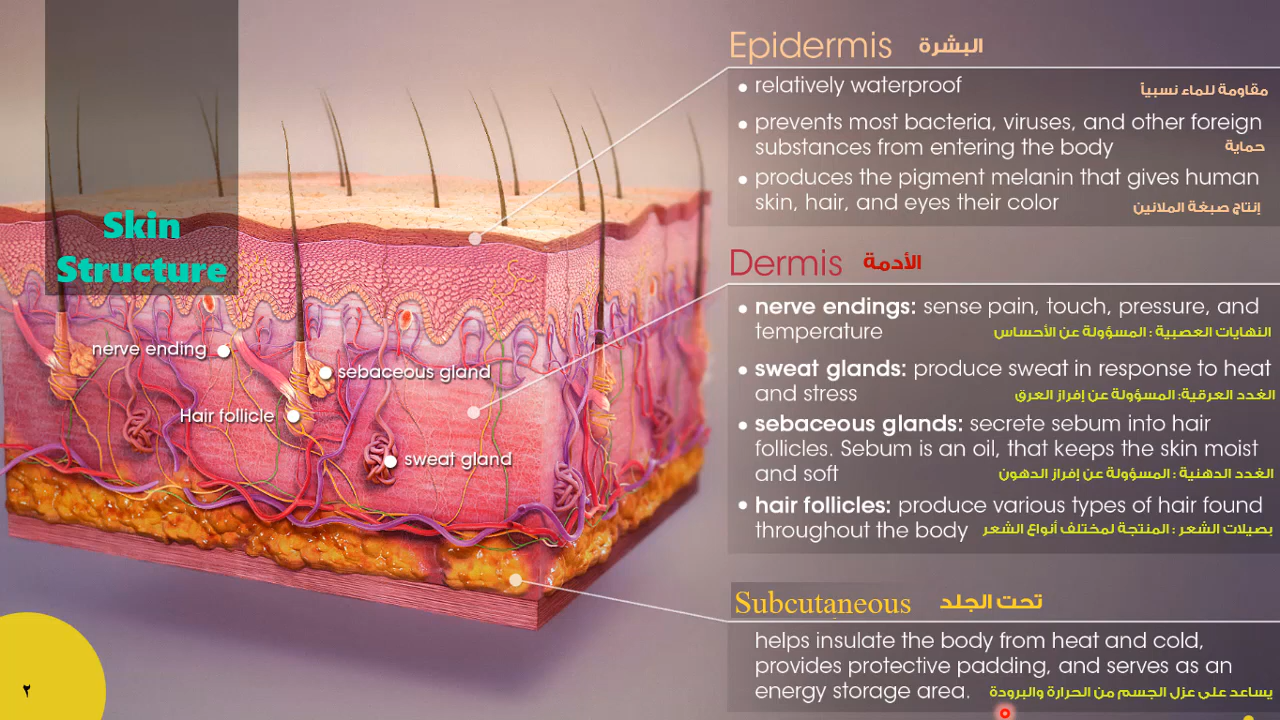 Skin
Structure
nerve ending
sebaceous gland
Hair follicle
sweat gland
٢
Epidermis البشرة
• relatively waterproof مقاومة للماء نسبياً
• prevents most bacteria, viruses, and other foreign
substances from entering the body حماية
• produces the pigment melanin that gives human
skin, hair, and eyes their color إنتاج صبغة الملانين
Dermis الأدمة
• nerve endings: sense pain, touch, pressure, and
temperature النهايات العصبية : المسؤولة عن الأحساس
• sweat glands: produce sweat in response to heat
and stress الغدد العرقية: المسؤولة عن إفراز العرق
• sebaceous glands: secrete sebum into hair
follicles. Sebum is an oil, that keeps the skin moist
and soft الغدد الدهنية : المسؤولة عن إفراز الدهون
• hair follicles: produce various types of hair found
throughout the body بصيلات الشعر : المنتجة لمختلف أنواع الشعر
Subcutaneous تحت الجلد
helps insulate the body from heat and cold,
provides protective padding, and serves as an
energy storage area. يساعد على عزل الجسم من الحرارة والبرودة